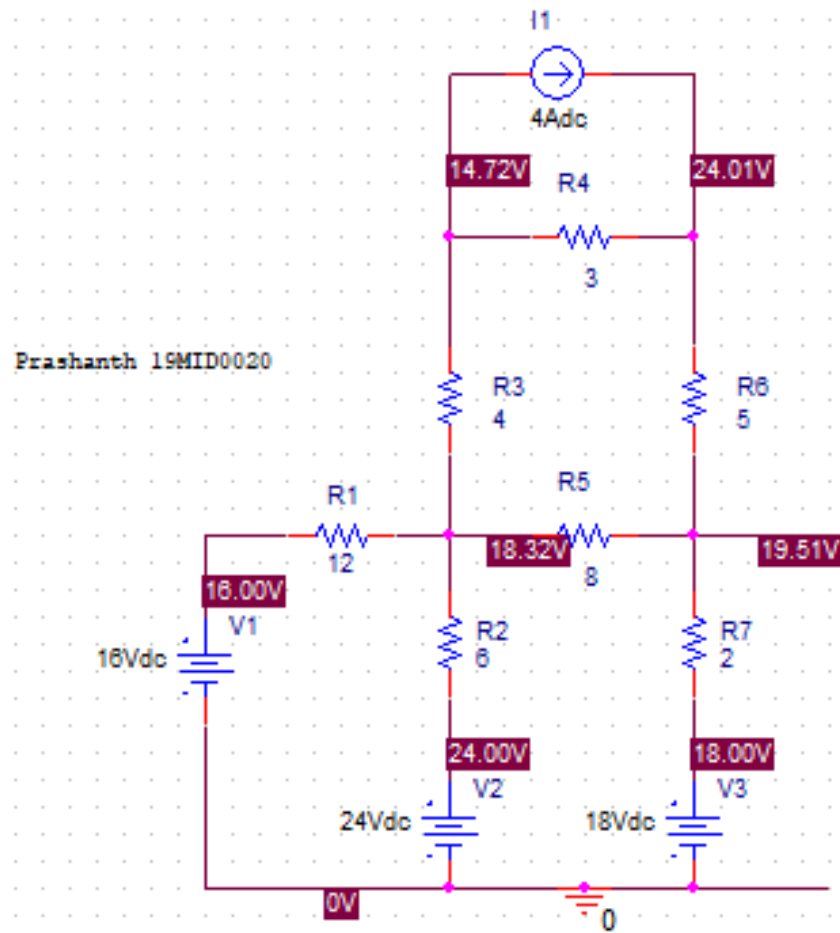 I1
4Adc
14.72V
24.01V
R4
3
Prashanth 19MID0020
R3
4
R6
5
R1
12
R5
8
18.32V
19.51V
16.00V
V1
16Vdc
R2
6
R7
2
24.00V
V2
24Vdc
18.00V
V3
18Vdc
0V
0